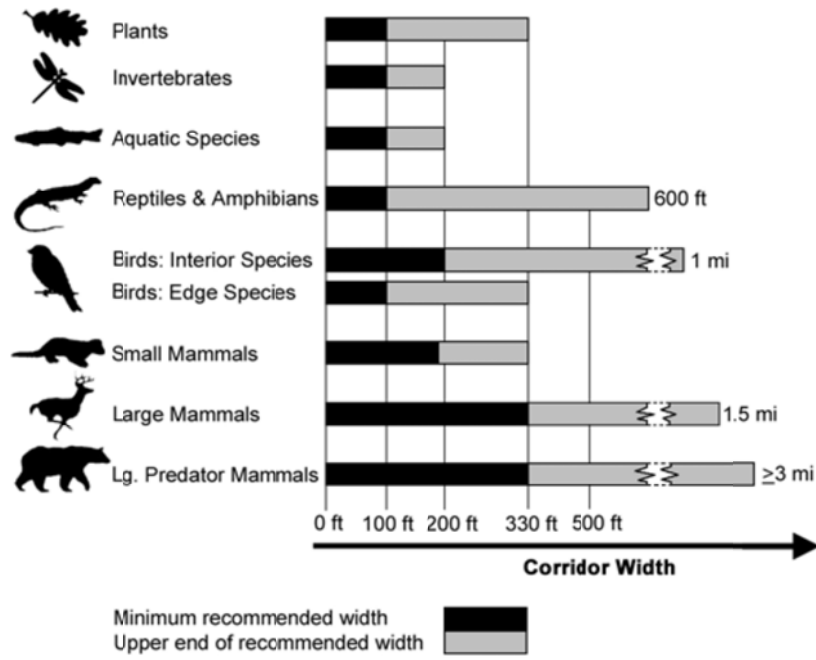 Plants
Invertebrates
Aquatic Species
Reptiles & Amphibians 600 ft
Birds: Interior Species 1 mi
Birds: Edge Species
Small Mammals
Large Mammals 1.5 mi
Lg. Predator Mammals ≥3 mi
0 ft 100 ft 200 ft 330 ft 500 ft
Corridor Width
Minimum recommended width
Upper end of recommended width